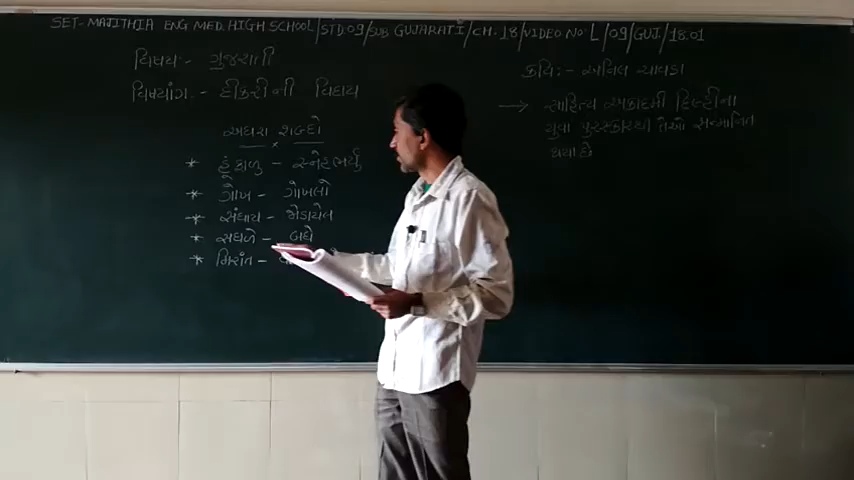 SET-MAJITHIA ENG MED. HIGH SCHOOL/STD.09/SUB GUJARATI/CH.18/VIDEO NO. 1/09/GUJ/18.01
વિષય:- ગુજરાતી
વિષયાંગ:- દીકરીની વિદાય
અઘરા શબ્દો
* હૂંફાળુ - સ્નેહભર્યુ
* ગોખ - ગોખલો
* સંધાય - જોડાયેલ
* સઘળે - બધે
* નિરાંત -
કવિ:- અનિલ ચાવડા
→ સાહિત્ય અકાદમી દિલ્હીના
યુવા પુરસ્કારથી તેઓ સન્માનિત
થયા છે